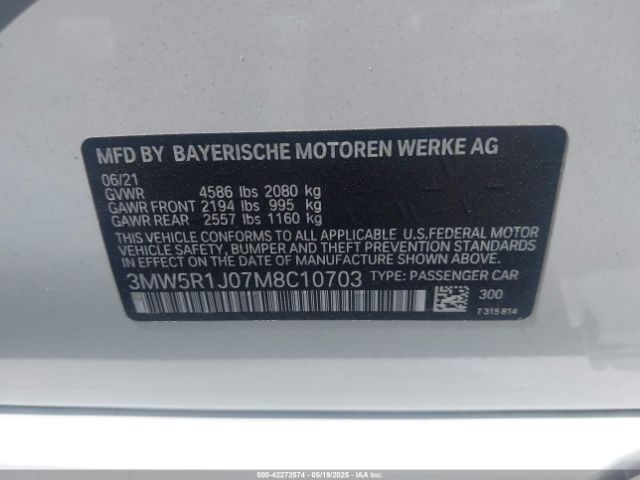 MFD BY BAYERISCHE MOTOREN WERKE AG
06/21
GVWR 4586 lbs 2080 kg
GAWR FRONT 2194 lbs 995 kg
GAWR REAR 2557 lbs 1160 kg
THIS VEHICLE CONFORMS TO ALL APPLICABLE U.S.FEDERAL MOTOR
VEHICLE SAFETY, BUMPER AND THEFT PREVENTION STANDARDS
IN EFFECT ON THE DATE OF MANUFACTURE SHOWN ABOVE.
3MW5R1J07M8C10703 TYPE: PASSENGER CAR
300
7 315 814
000-42272574 - 05/19/2025 - IAAI.COM